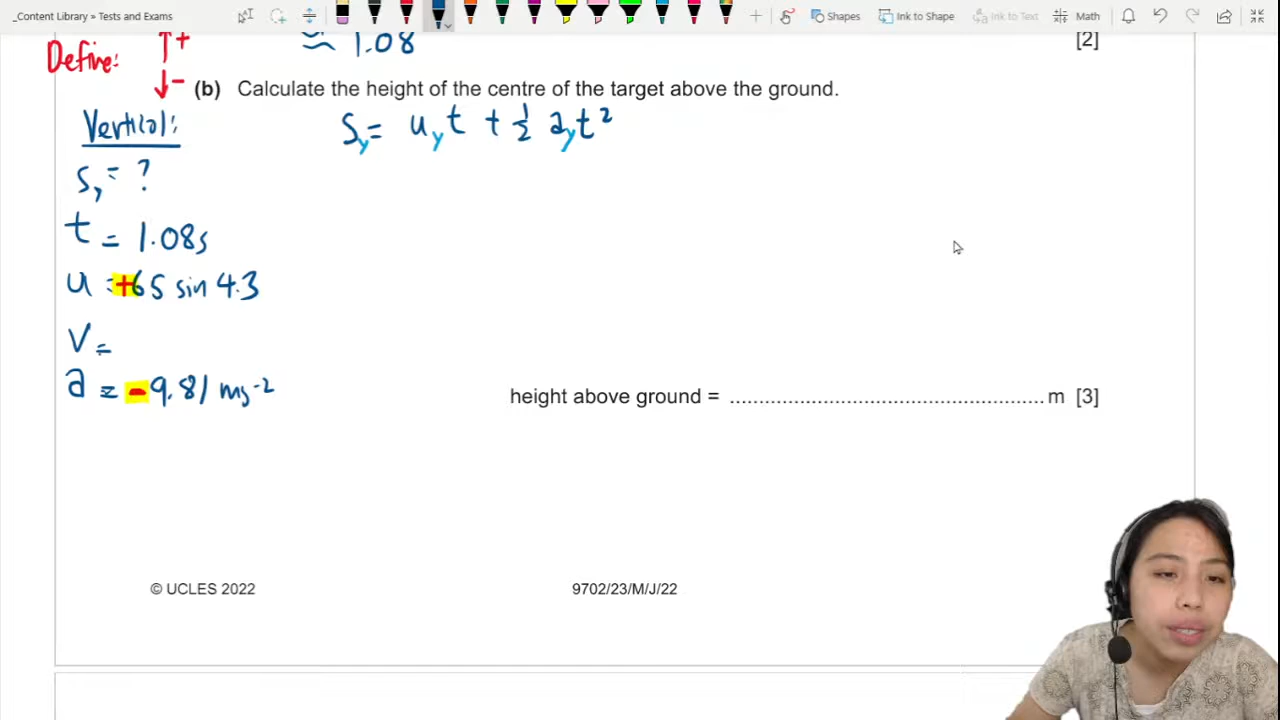 _Content Library » Tests and Exams
Shapes
Ink to Shape
Ink to Text
Math
Define: ↑+
↓-
≈ 1.08
[2]
(b) Calculate the height of the centre of the target above the ground.
Vertical:
Sy = uyt + ½ ayt²
Sy = ?
t = 1.08s
u = +65 sin 4.3
v =
a = -9.81 ms-2
height above ground = .................................................... m [3]
© UCLES 2022
9702/23/M/J/22